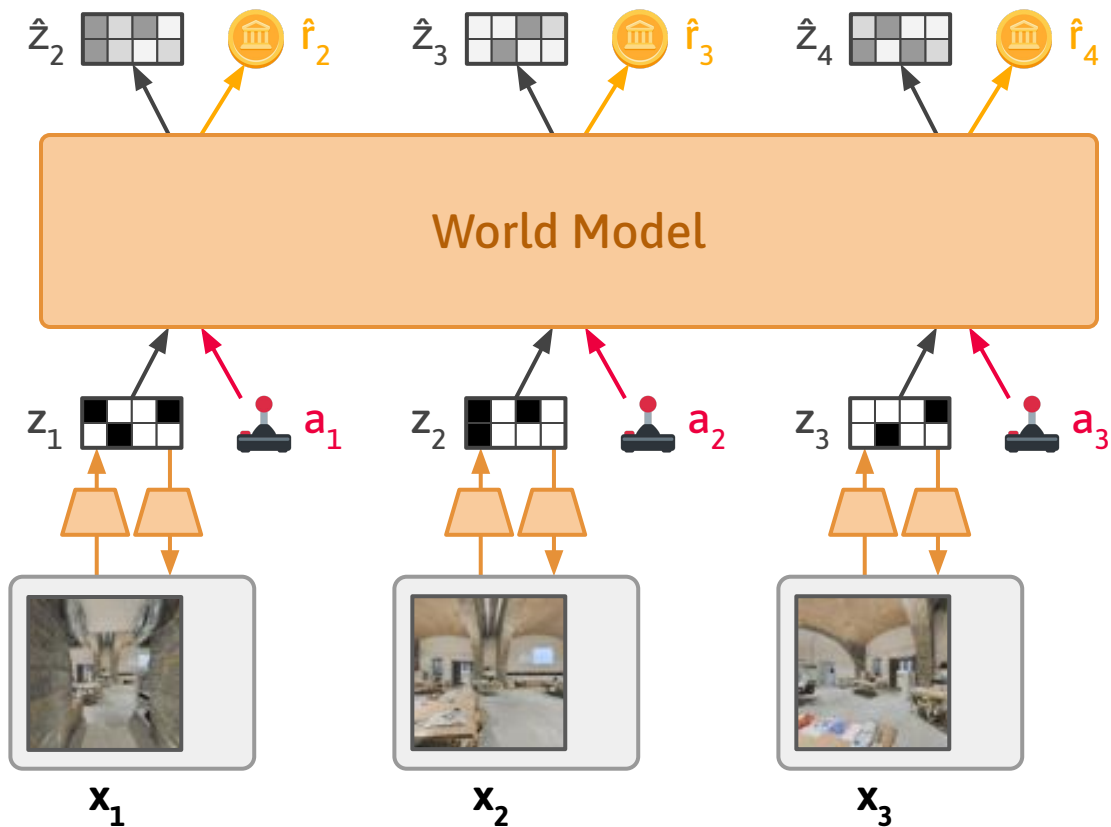 ẑ₂ r̂₂ ẑ₃ r̂₃ ẑ₄ r̂₄
World Model
z₁ a₁ z₂ a₂ z₃ a₃
x₁ x₂ x₃